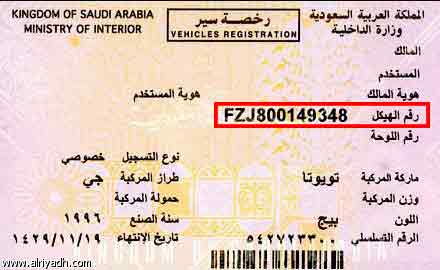 KINGDOM OF SAUDI ARABIA رخصة سير المملكة العربية السعودية
MINISTRY OF INTERIOR VEHICLES REGISTRATION وزارة الداخلية
المالك
المستخدم
هوية المالك هوية المستخدم
رقم الهيكل FZJ800149348
رقم اللوحة
نوع التسجيل خصوصي
ماركة المركبة تويوتا طراز المركبة جي
وزن المركبة حمولة المركبة
اللون بيج سنة الصنع ١٩٩٦
الرقم التسلسلي ٥٤٢٧٢٣٣٠٠ تاريخ الإنتهاء ١٤٢٩/١١/١٩
www.alriyadh.com